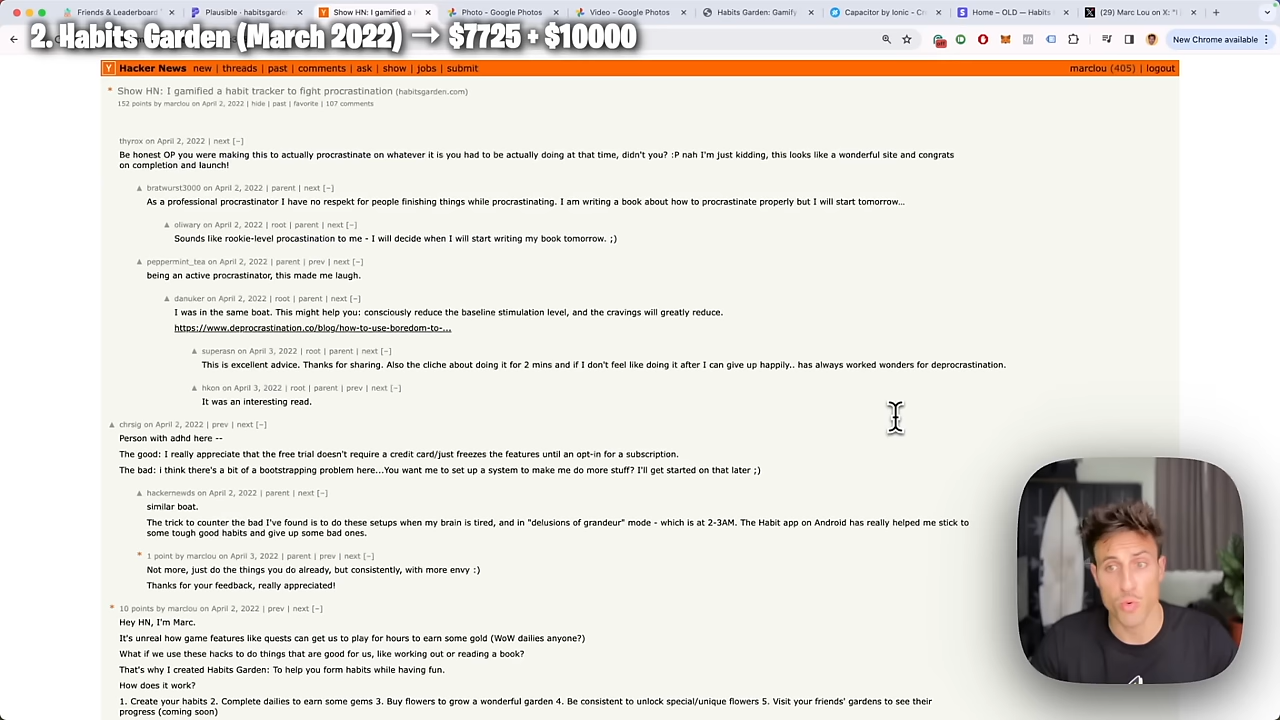 Friends & Leaderboard
Plausible · habitsgarde
Show HN: I gamified a h
Photo - Google Photos
Video - Google Photos
Habits Garden: Gamify
Capacitor by Ionic - Cr
Home – OLD — Habits
(29) Marc Lou on X: "I
2. Habits Garden (March 2022) → $7725 + $10000
New Chrome available
Y Hacker News new | threads | past | comments | ask | show | jobs | submit
marclou (405) | logout
* Show HN: I gamified a habit tracker to fight procrastination (habitsgarden.com)
152 points by marclou on April 2, 2022 | hide | past | favorite | 107 comments
thyrox on April 2, 2022 | next [–]
Be honest OP you were making this to actually procrastinate on whatever it is you had to be actually doing at that time, didn't you? :P nah I'm just kidding, this looks like a wonderful site and congrats
on completion and launch!
▲ bratwurst3000 on April 2, 2022 | parent | next [–]
As a professional procrastinator I have no respekt for people finishing things while procrastinating. I am writing a book about how to procrastinate properly but I will start tomorrow...
▲ oliwary on April 2, 2022 | root | parent | next [–]
Sounds like rookie-level procastination to me - I will decide when I will start writing my book tomorrow. ;)
▲ peppermint_tea on April 2, 2022 | parent | prev | next [–]
being an active procrastinator, this made me laugh.
▲ danuker on April 2, 2022 | root | parent | next [–]
I was in the same boat. This might help you: consciously reduce the baseline stimulation level, and the cravings will greatly reduce.
https://www.deprocrastination.co/blog/how-to-use-boredom-to-...
▲ superasn on April 3, 2022 | root | parent | next [–]
This is excellent advice. Thanks for sharing. Also the cliche about doing it for 2 mins and if I don't feel like doing it after I can give up happily.. has always worked wonders for deprocrastination.
▲ hkon on April 3, 2022 | root | parent | prev | next [–]
It was an interesting read.
▲ chrsig on April 2, 2022 | prev | next [–]
Person with adhd here --
The good: I really appreciate that the free trial doesn't require a credit card/just freezes the features until an opt-in for a subscription.
The bad: i think there's a bit of a bootstrapping problem here...You want me to set up a system to make me do more stuff? I'll get started on that later ;)
▲ hackernewds on April 2, 2022 | parent | next [–]
similar boat.
The trick to counter the bad I've found is to do these setups when my brain is tired, and in "delusions of grandeur" mode - which is at 2-3AM. The Habit app on Android has really helped me stick to
some tough good habits and give up some bad ones.
* 1 point by marclou on April 3, 2022 | parent | prev | next [–]
Not more, just do the things you do already, but consistently, with more envy :)
Thanks for your feedback, really appreciated!
* 10 points by marclou on April 2, 2022 | prev | next [–]
Hey HN, I'm Marc.
It's unreal how game features like quests can get us to play for hours to earn some gold (WoW dailies anyone?)
What if we use these hacks to do things that are good for us, like working out or reading a book?
That's why I created Habits Garden: To help you form habits while having fun.
How does it work?
1. Create your habits 2. Complete dailies to earn some gems 3. Buy flowers to grow a wonderful garden 4. Be consistent to unlock special/unique flowers 5. Visit your friends' gardens to see their
progress (coming soon)